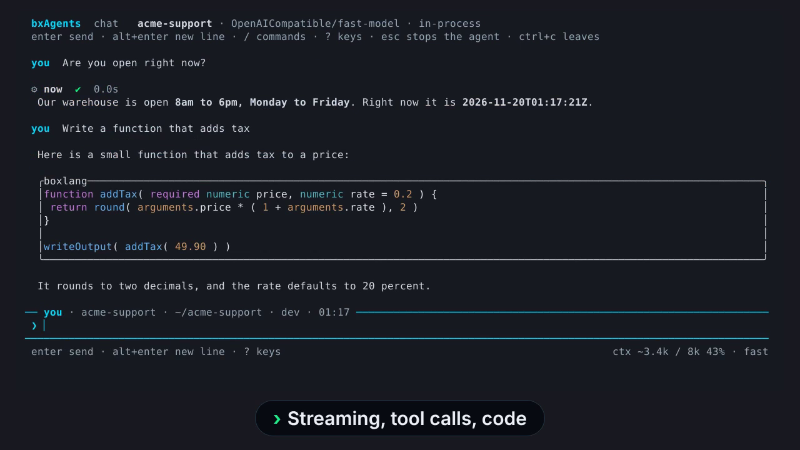 bxAgents chat acme-support · OpenAICompatible/fast-model · in-process
enter send · alt+enter new line · / commands · ? keys · esc stops the agent · ctrl+c leaves
you Are you open right now?
⚙ now ✔ 0.0s
Our warehouse is open 8am to 6pm, Monday to Friday. Right now it is 2026-11-20T01:17:21Z.
you Write a function that adds tax
Here is a small function that adds tax to a price:
boxlang
function addTax( required numeric price, numeric rate = 0.2 ) {
return round( arguments.price * ( 1 + arguments.rate ), 2 )
}
writeOutput( addTax( 49.90 ) )
It rounds to two decimals, and the rate defaults to 20 percent.
you · acme-support · ~/acme-support · dev · 01:17
❯
enter send · alt+enter new line · ? keys ctx ~3.4k / 8k 43% · fast
› Streaming, tool calls, code